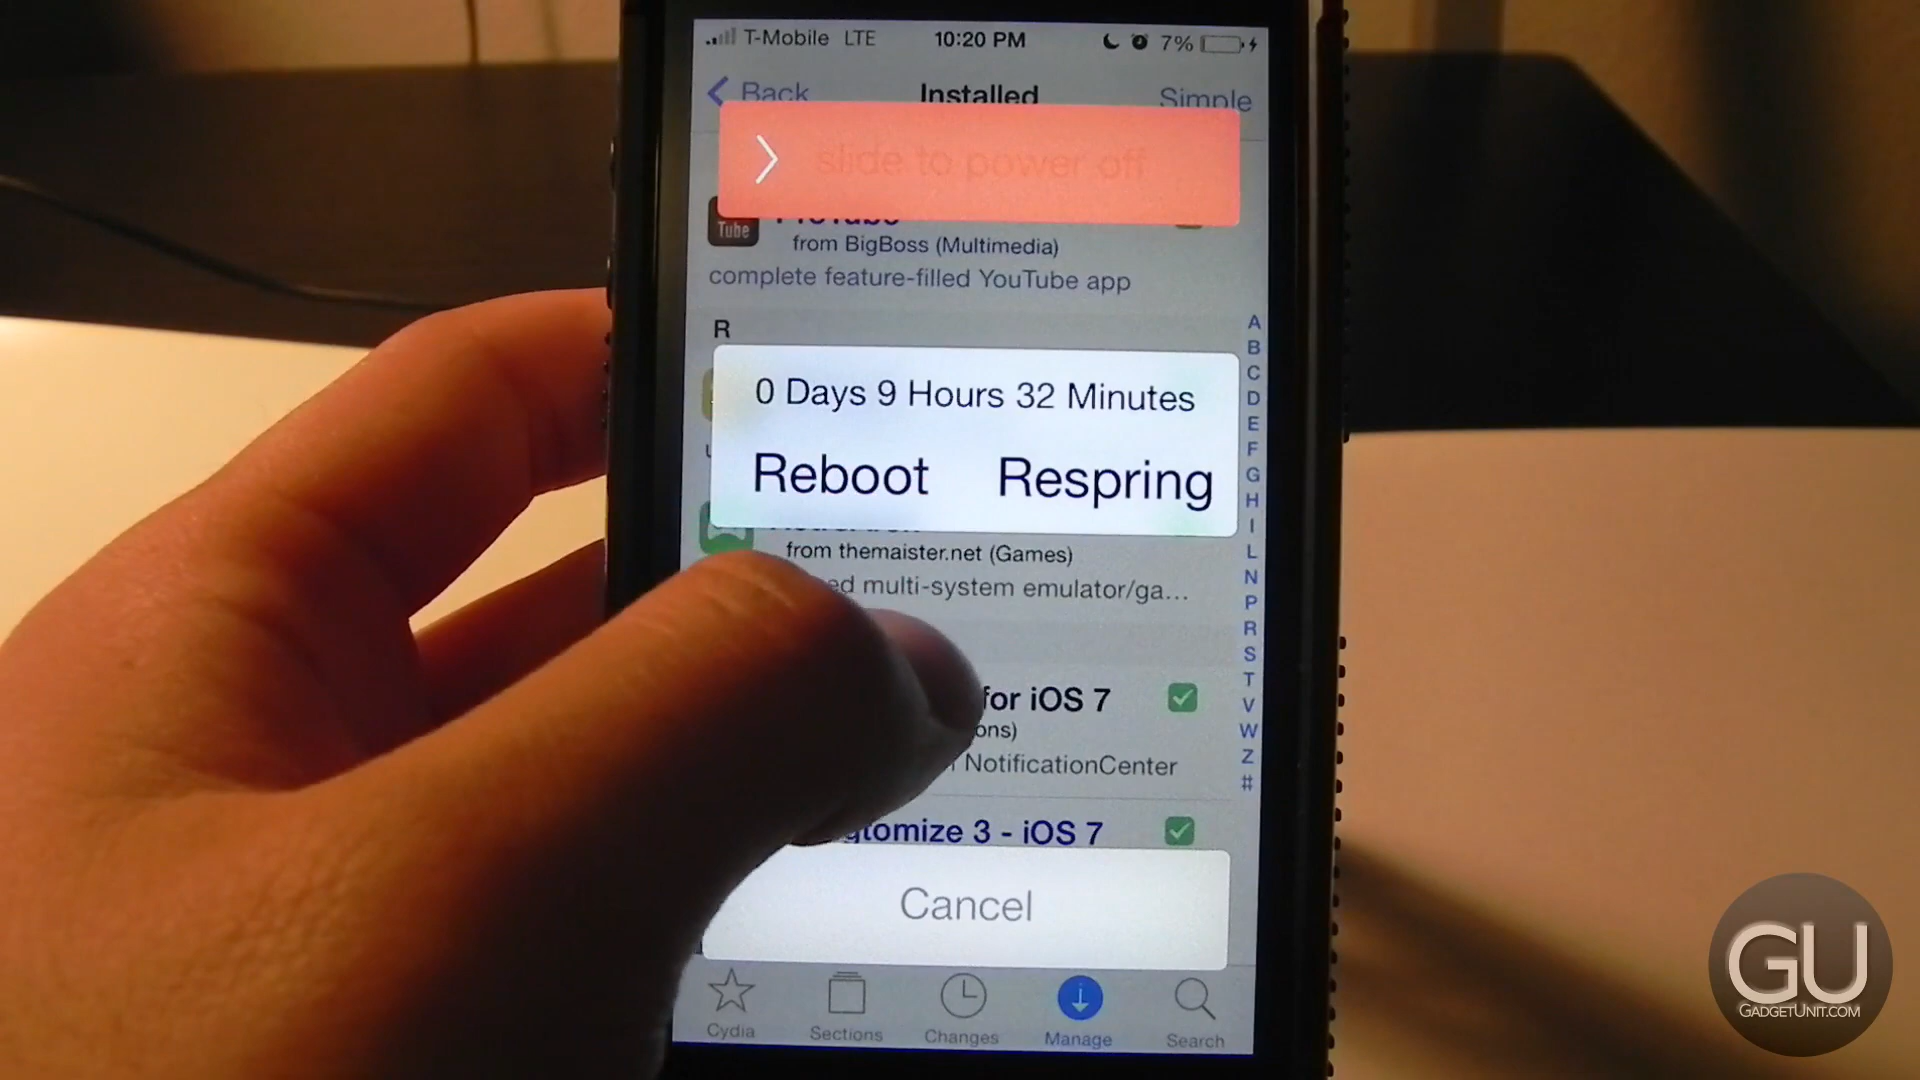 T-Mobile LTE 10:20 PM 7%
Back Installed Simple
slide to power off
Tube ProTube
from BigBoss (Multimedia)
complete feature-filled YouTube app
R
0 Days 9 Hours 32 Minutes
Reboot Respring
from themaister.net (Games)
multi-system emulator/ga...
for iOS 7
NotificationCenter
3 - iOS 7
Cancel
Cydia Sections Changes Manage Search
A
B
C
D
E
F
G
H
I
L
N
P
R
S
T
V
W
Z
#
GU
GADGETUNIT.COM